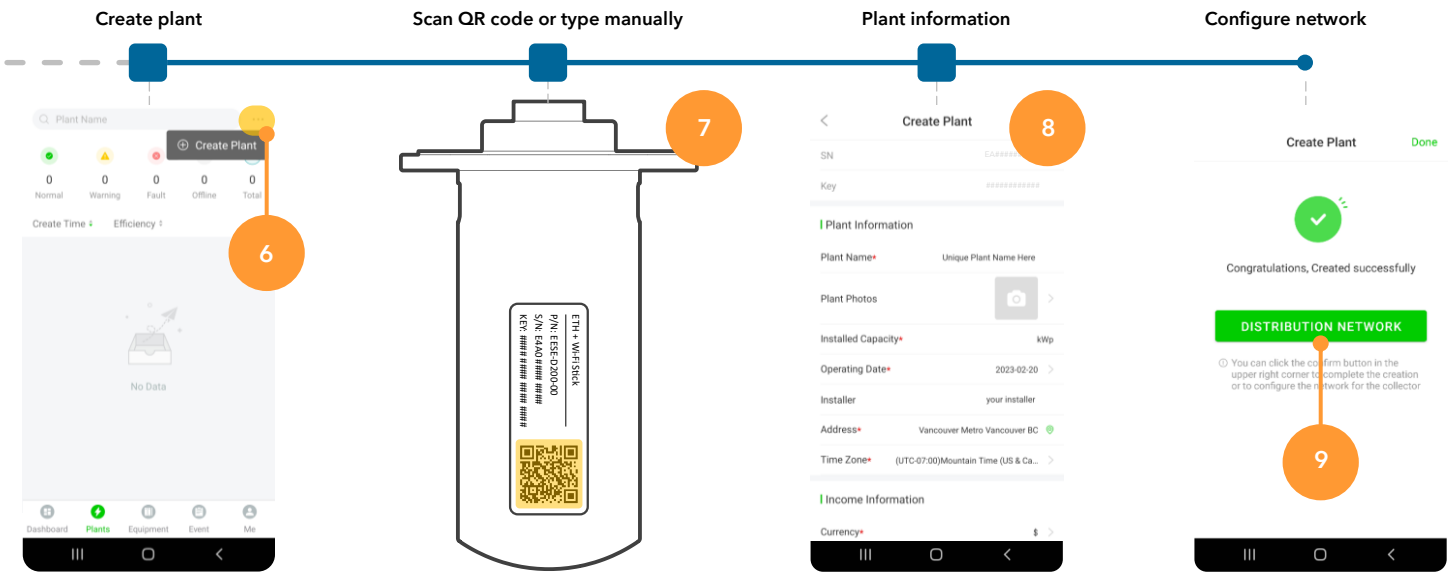 Create plant
Scan QR code or type manually
Plant information
Configure network
Plant Name
...
Create Plant
0
0
0
0
0
Normal
Warning
Fault
Offline
Total
Create Time
Efficiency
6
No Data
Dashboard
Plants
Equipment
Event
Me
7
ETH + Wi-Fi Stick
P/N: EESE-D200-00
S/N: E4A0 #### ####
KEY: #### #### #### ####
8
Create Plant
SN
EA########
Key
############
Plant Information
Plant Name*
Unique Plant Name Here
Plant Photos
Installed Capacity*
kWp
Operating Date*
2023-02-20
Installer
your installer
Address*
Vancouver Metro Vancouver BC
Time Zone*
(UTC-07:00)Mountain Time (US & Ca...
Income Information
Currency*
$
Create Plant
Done
Congratulations, Created successfully
DISTRIBUTION NETWORK
You can click the confirm button in the
upper right corner to complete the creation
or to configure the network for the collector
9